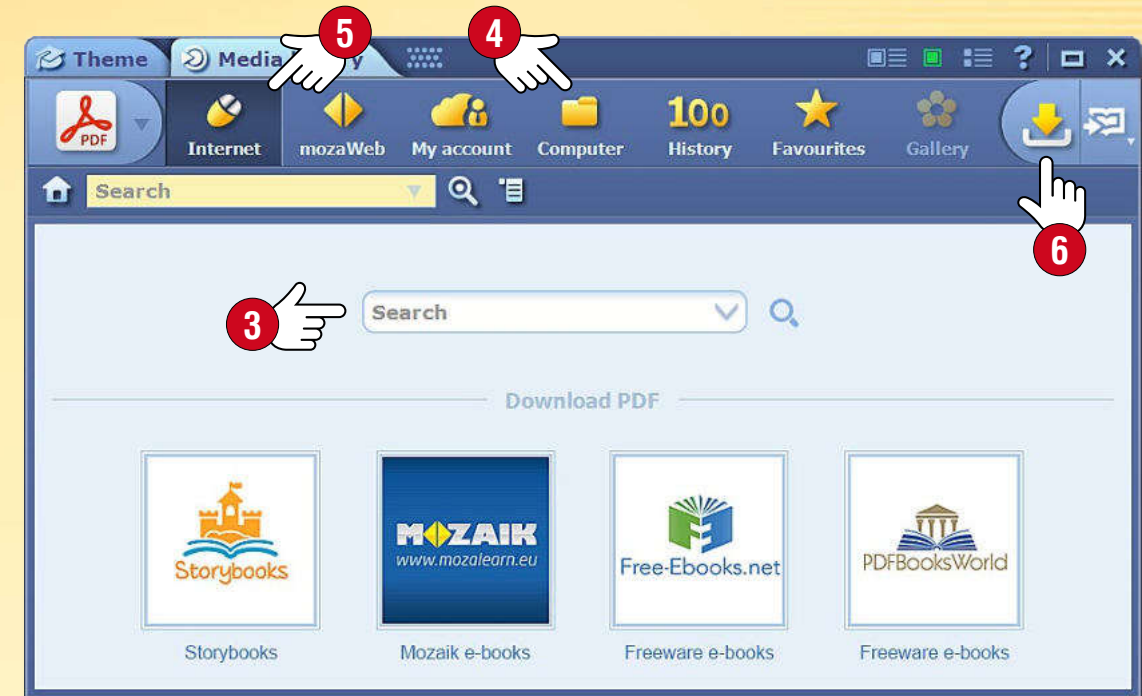 5 4
Theme Media y ?
PDF Internet mozaWeb My account Computer 100 History Favourites Gallery
Search
6
3 Search
Download PDF
Storybooks MOZAIK www.mozalearn.eu Free-Ebooks.net PDFBooksWorld
Storybooks Mozaik e-books Freeware e-books Freeware e-books